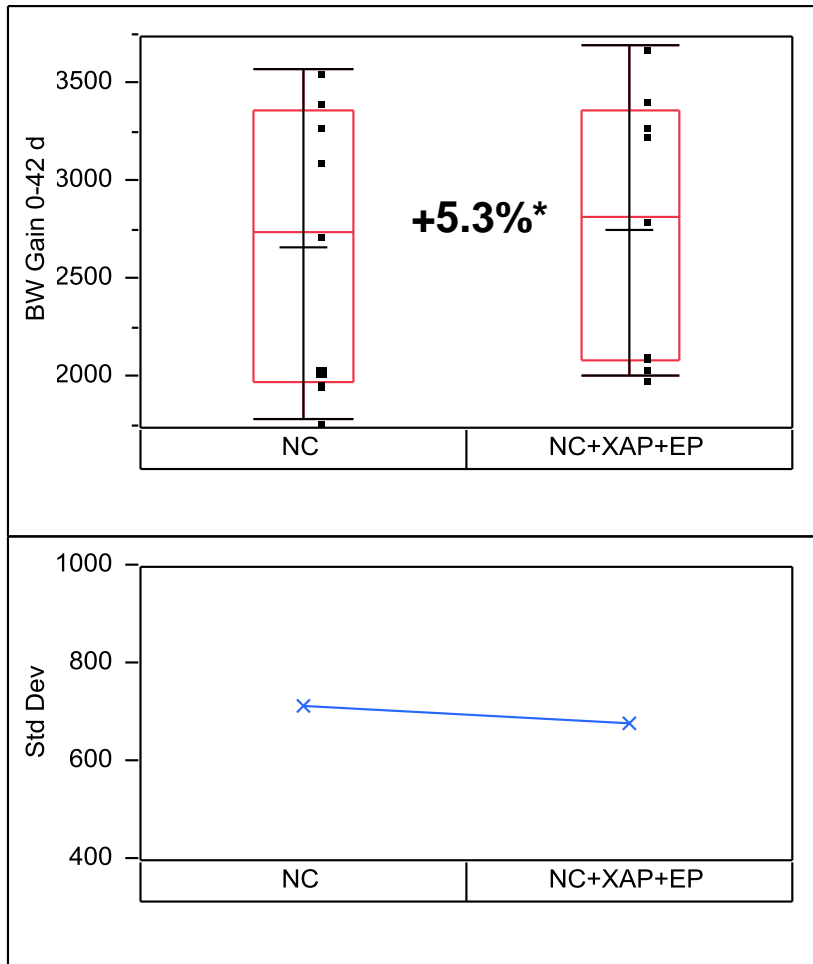 BW Gain 0-42 d
3500
3000
2500
2000
+5.3%*
NC
NC+XAP+EP
Std Dev
1000
800
600
400
NC
NC+XAP+EP